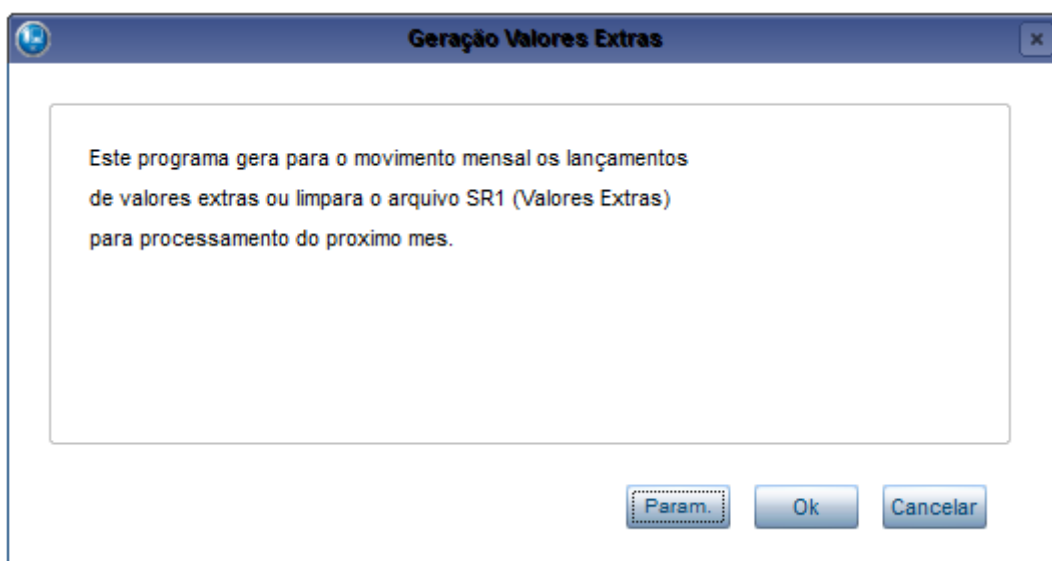 Geração Valores Extras
Este programa gera para o movimento mensal os lançamentos
de valores extras ou limpara o arquivo SR1 (Valores Extras)
para processamento do proximo mes.
Param. Ok Cancelar